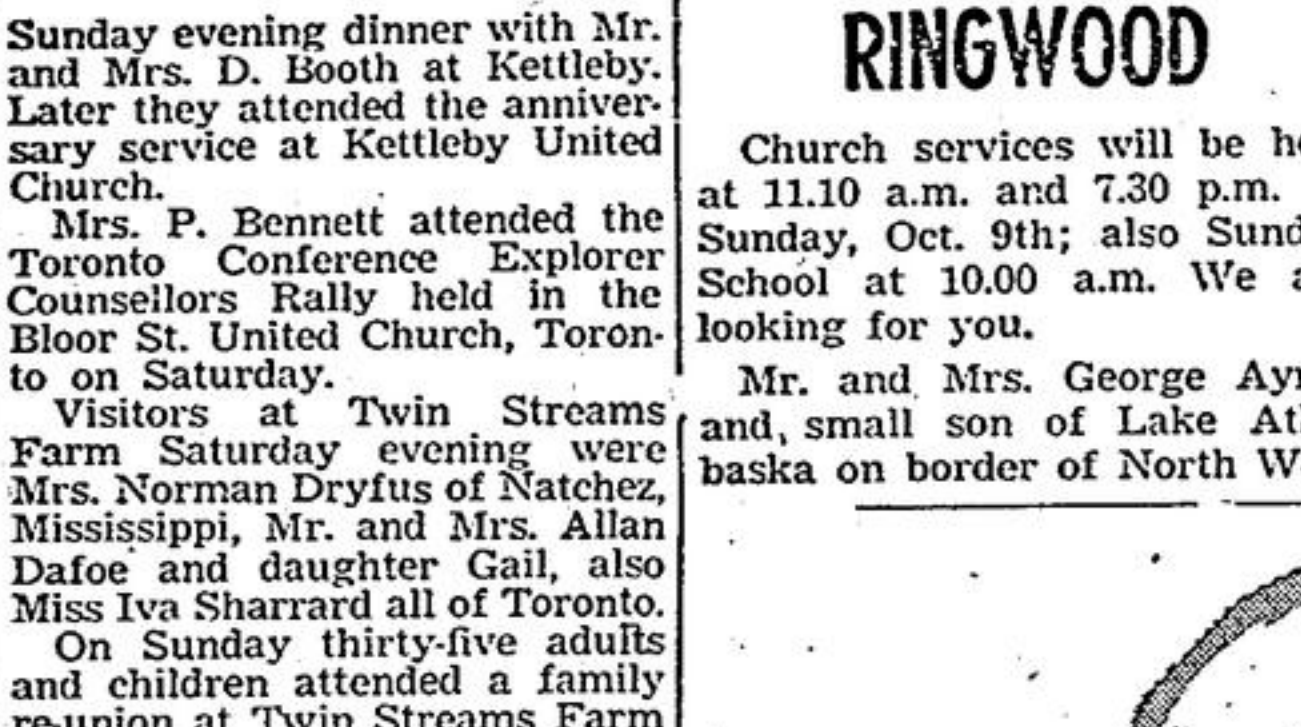 Sunday evening dinner with Mr.
and Mrs. D. Booth at Kettleby.
Later they attended the anniver-
sary service at Kettleby United
Church.
Mrs. P. Bennett attended the
Toronto Conference Explorer
Counsellors Rally held in the
Bloor St. United Church, Toron-
to on Saturday.
Visitors at Twin Streams
Farm Saturday evening were
Mrs. Norman Dryfus of Natchez,
Mississippi, Mr. and Mrs. Allan
Dafoe and daughter Gail, also
Miss Iva Sharrard all of Toronto.
On Sunday thirty-five adults
and children attended a family
re-union at Twin Streams Farm
RINGWOOD
Church services will be
at 11.10 a.m. and 7.30 p.m.
Sunday, Oct. 9th; also
School at 10.00 a.m. We
looking for you.
Mr. and Mrs. George
and, small son of Lake
baska on border of North